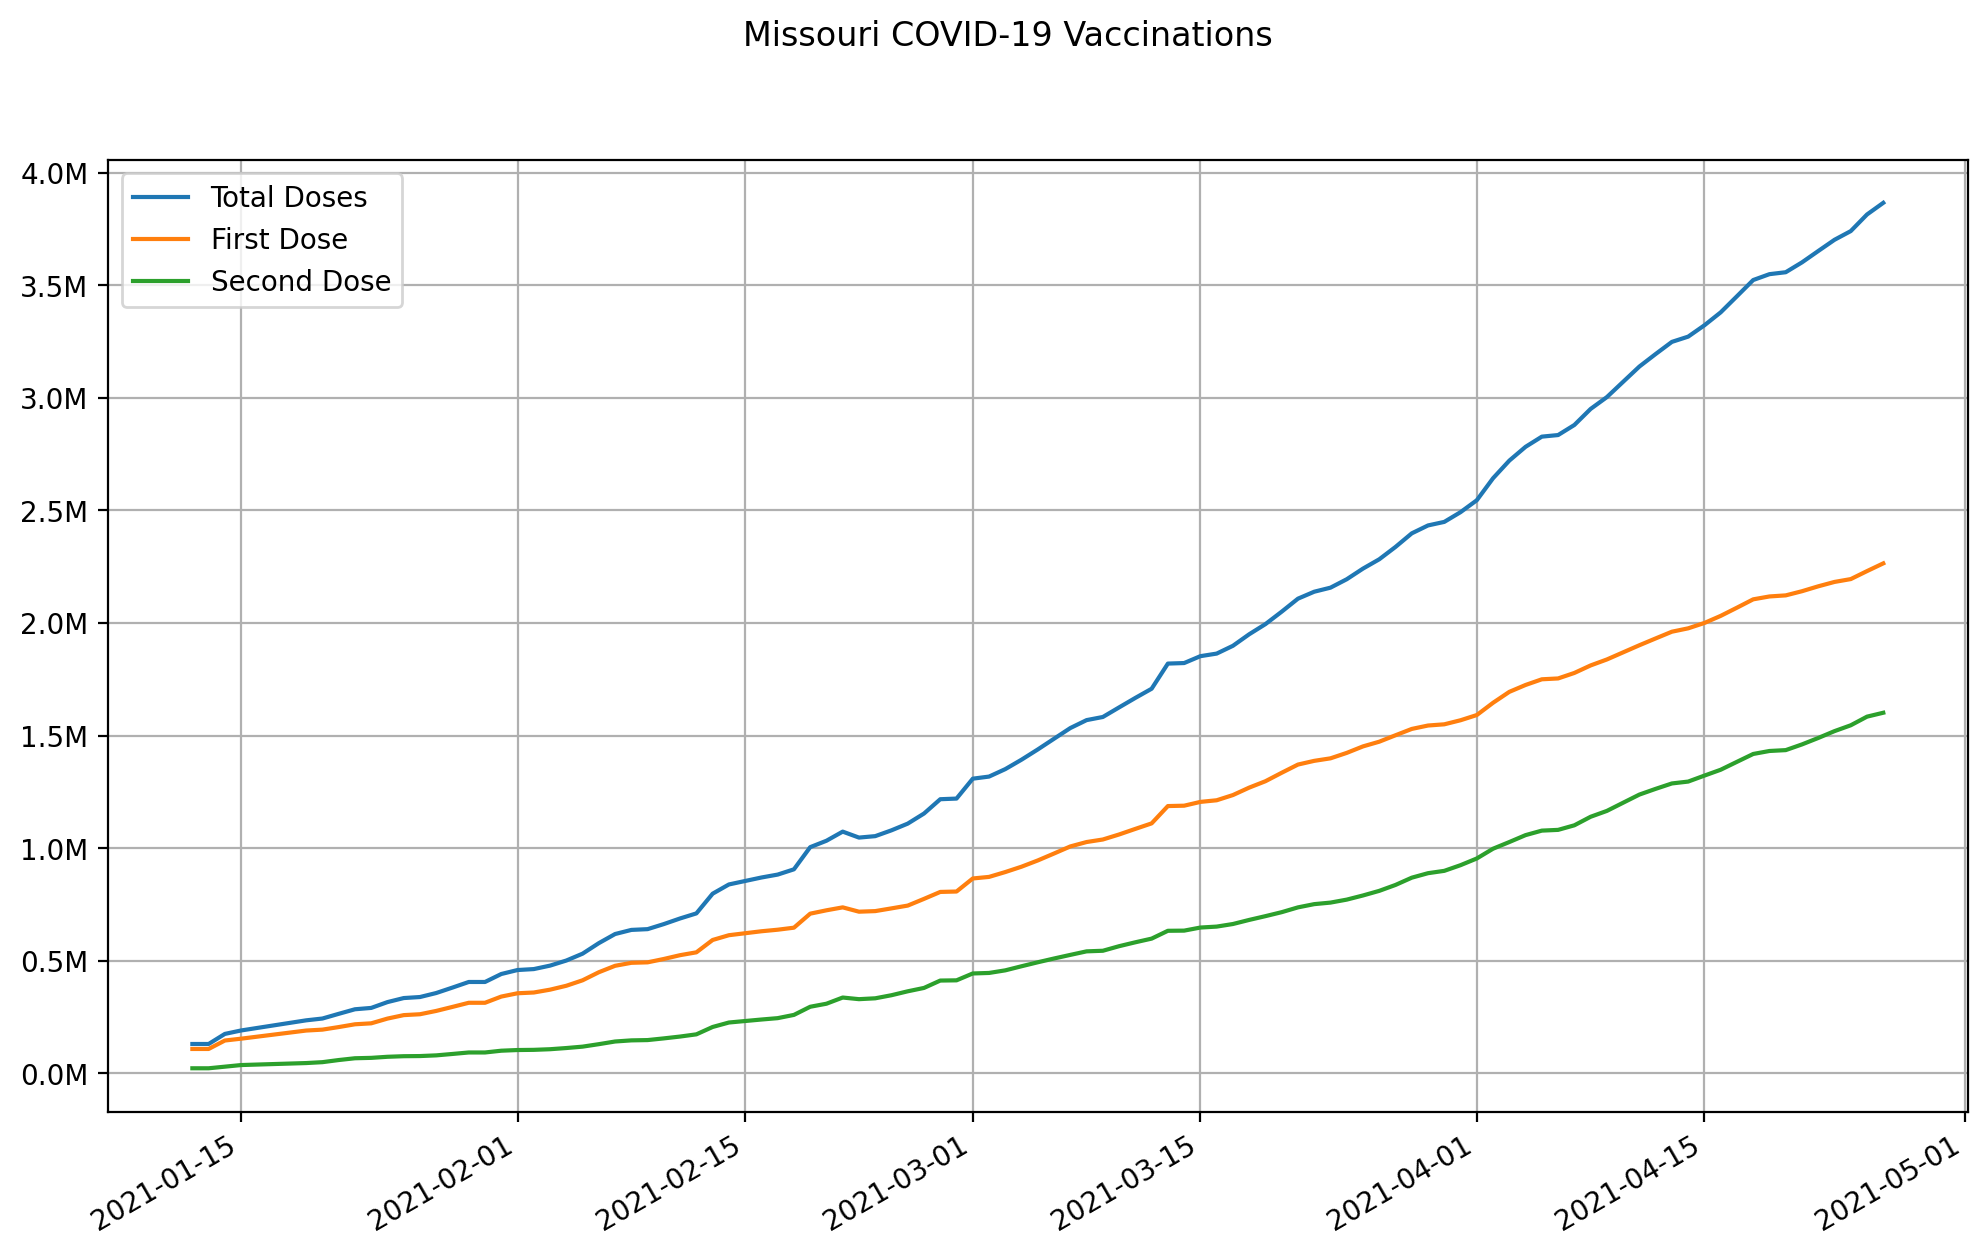 Missouri COVID-19 Vaccinations
4.0M
3.5M
3.0M
2.5M
2.0M
1.5M
1.0M
0.5M
0.0M
Total Doses
First Dose
Second Dose
2021-01-15
2021-02-01
2021-02-15
2021-03-01
2021-03-15
2021-04-01
2021-04-15
2021-05-01